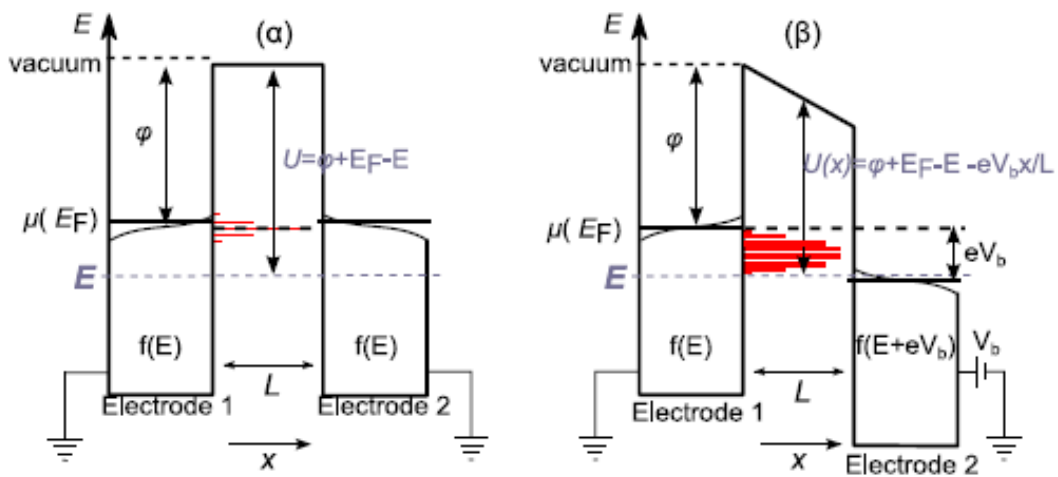 E
(α)
vacuum
φ
U=φ+EF-E
μ( EF)
E
f(E)
f(E)
L
Electrode 1
Electrode 2
x
E
(β)
vacuum
φ
U(x)=φ+EF-E -eVbx/L
μ( EF)
eVb
E
f(E)
f(E+eVb)
Vb
L
Electrode 1
x
Electrode 2